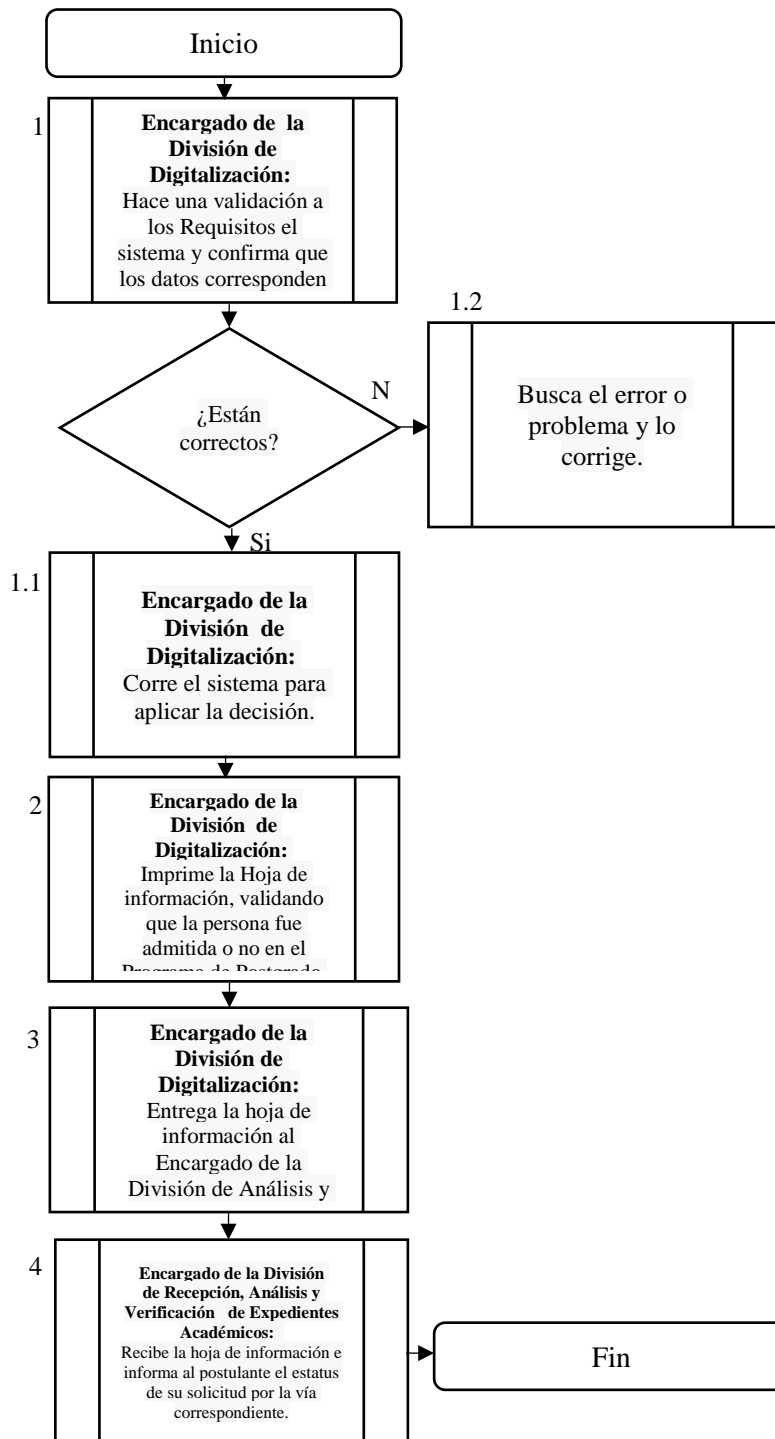 Inicio
1
Encargado de la
División de
Digitalización:
Hace una validación a
los Requisitos el
sistema y confirma que
los datos corresponden
1.2
N
¿Están
correctos?
Busca el error o
problema y lo
corrige.
Si
1.1
Encargado de la
División de
Digitalización:
Corre el sistema para
aplicar la decisión.
2
Encargado de la
División de
Digitalización:
Imprime la Hoja de
información, validando
que la persona fue
admitida o no en el
Programa de Postgrado
3
Encargado de la
División de
Digitalización:
Entrega la hoja de
información al
Encargado de la
División de Análisis y
4
Encargado de la División
de Recepción, Análisis y
Verificación de Expedientes
Académicos:
Recibe la hoja de información e
informa al postulante el estatus
de su solicitud por la vía
correspondiente.
Fin